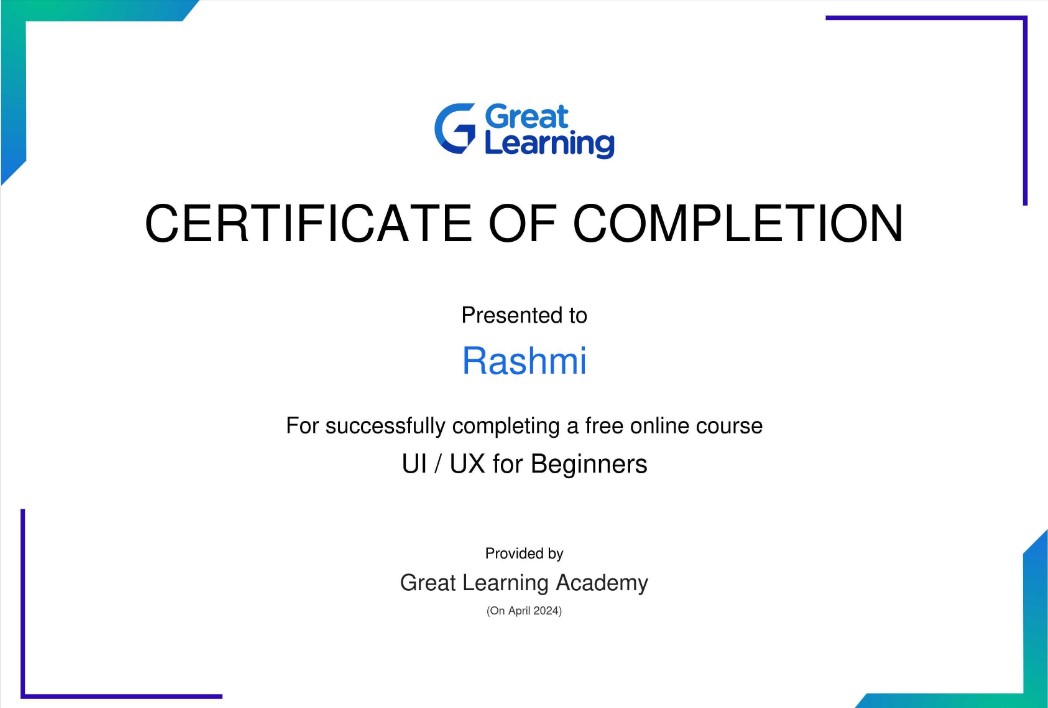 Great
Learning
CERTIFICATE OF COMPLETION
Presented to
Rashmi
For successfully completing a free online course
UI / UX for Beginners
Provided by
Great Learning Academy
(On April 2024)